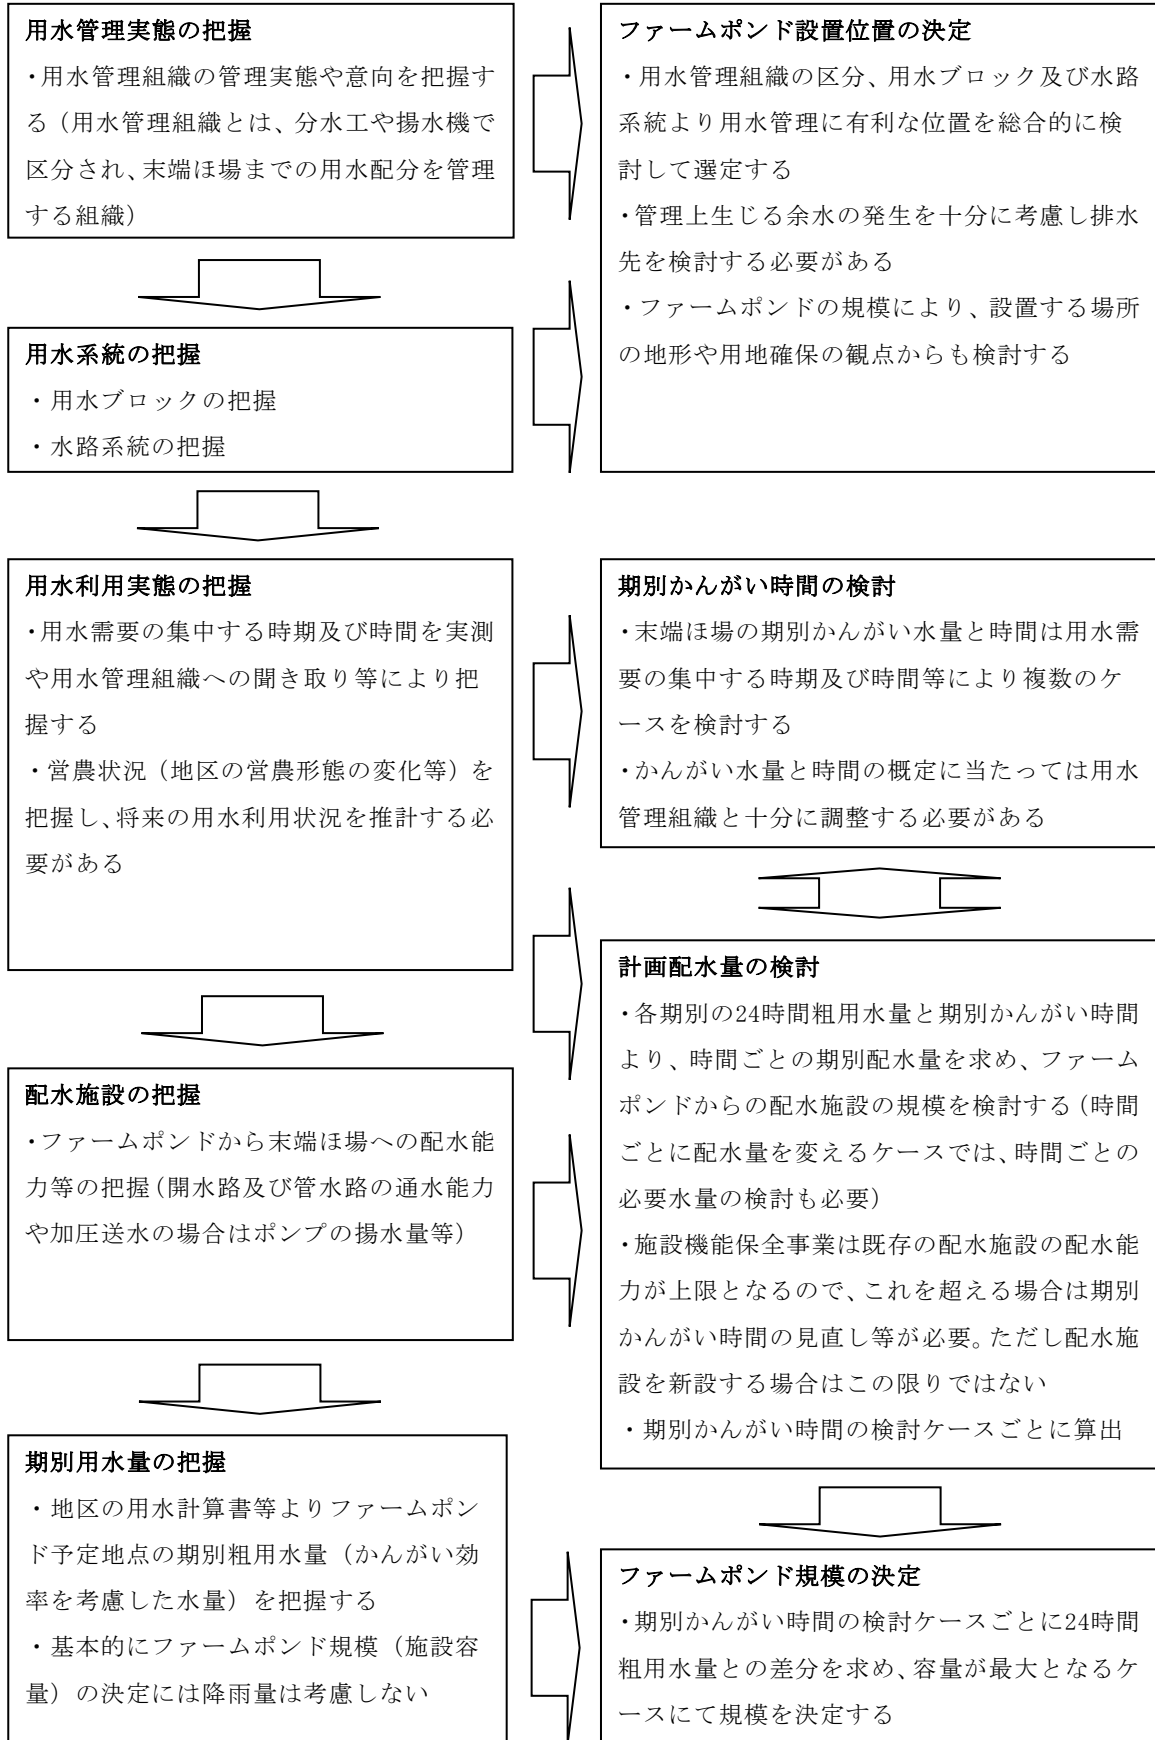 用水管理実態の把握
・用水管理組織の管理実態や意向を把握す
る（用水管理組織とは、分水工や揚水機で
区分され、末端ほ場までの用水配分を管理
する組織）
ファームポンド設置位置の決定
・用水管理組織の区分、用水ブロック及び水路
系統より用水管理に有利な位置を総合的に検
討して選定する
・管理上生じる余水の発生を十分に考慮し排水
先を検討する必要がある
・ファームポンドの規模により、設置する場所
の地形や用地確保の観点からも検討する
用水系統の把握
・用水ブロックの把握
・水路系統の把握
用水利用実態の把握
・用水需要の集中する時期及び時間を実測
や用水管理組織への聞き取り等により把
握する
・営農状況（地区の営農形態の変化等）を
把握し、将来の用水利用状況を推計する必
要がある
期別かんがい時間の検討
・末端ほ場の期別かんがい水量と時間は用水需
要の集中する時期及び時間等により複数のケ
ースを検討する
・かんがい水量と時間の概定に当たっては用水
管理組織と十分に調整する必要がある
計画配水量の検討
・各期別の24時間粗用水量と期別かんがい時間
より、時間ごとの期別配水量を求め、ファーム
ポンドからの配水施設の規模を検討する（時間
ごとに配水量を変えるケースでは、時間ごとの
必要水量の検討も必要）
・施設機能保全事業は既存の配水施設の配水能
力が上限となるので、これを超える場合は期別
かんがい時間の見直し等が必要。ただし配水施
設を新設する場合はこの限りではない
・期別かんがい時間の検討ケースごとに算出
配水施設の把握
・ファームポンドから末端ほ場への配水能
力等の把握（開水路及び管水路の通水能力
や加圧送水の場合はポンプの揚水量等）
期別用水量の把握
・地区の用水計算書等よりファームポン
ド予定地点の期別粗用水量（かんがい効
率を考慮した水量）を把握する
・基本的にファームポンド規模（施設容
量）の決定には降雨量は考慮しない
ファームポンド規模の決定
・期別かんがい時間の検討ケースごとに24時間
粗用水量との差分を求め、容量が最大となるケ
ースにて規模を決定する